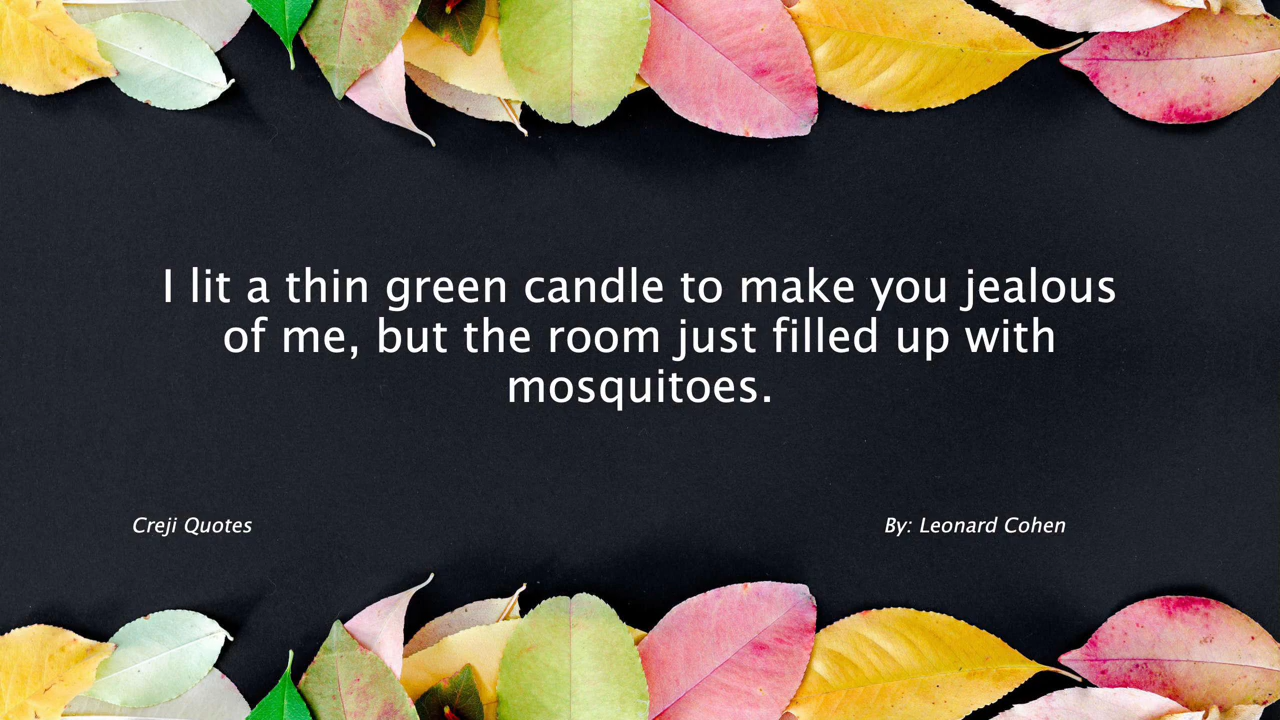 I lit a thin green candle to make you jealous
of me, but the room just filled up with
mosquitoes.
Creji Quotes
By: Leonard Cohen